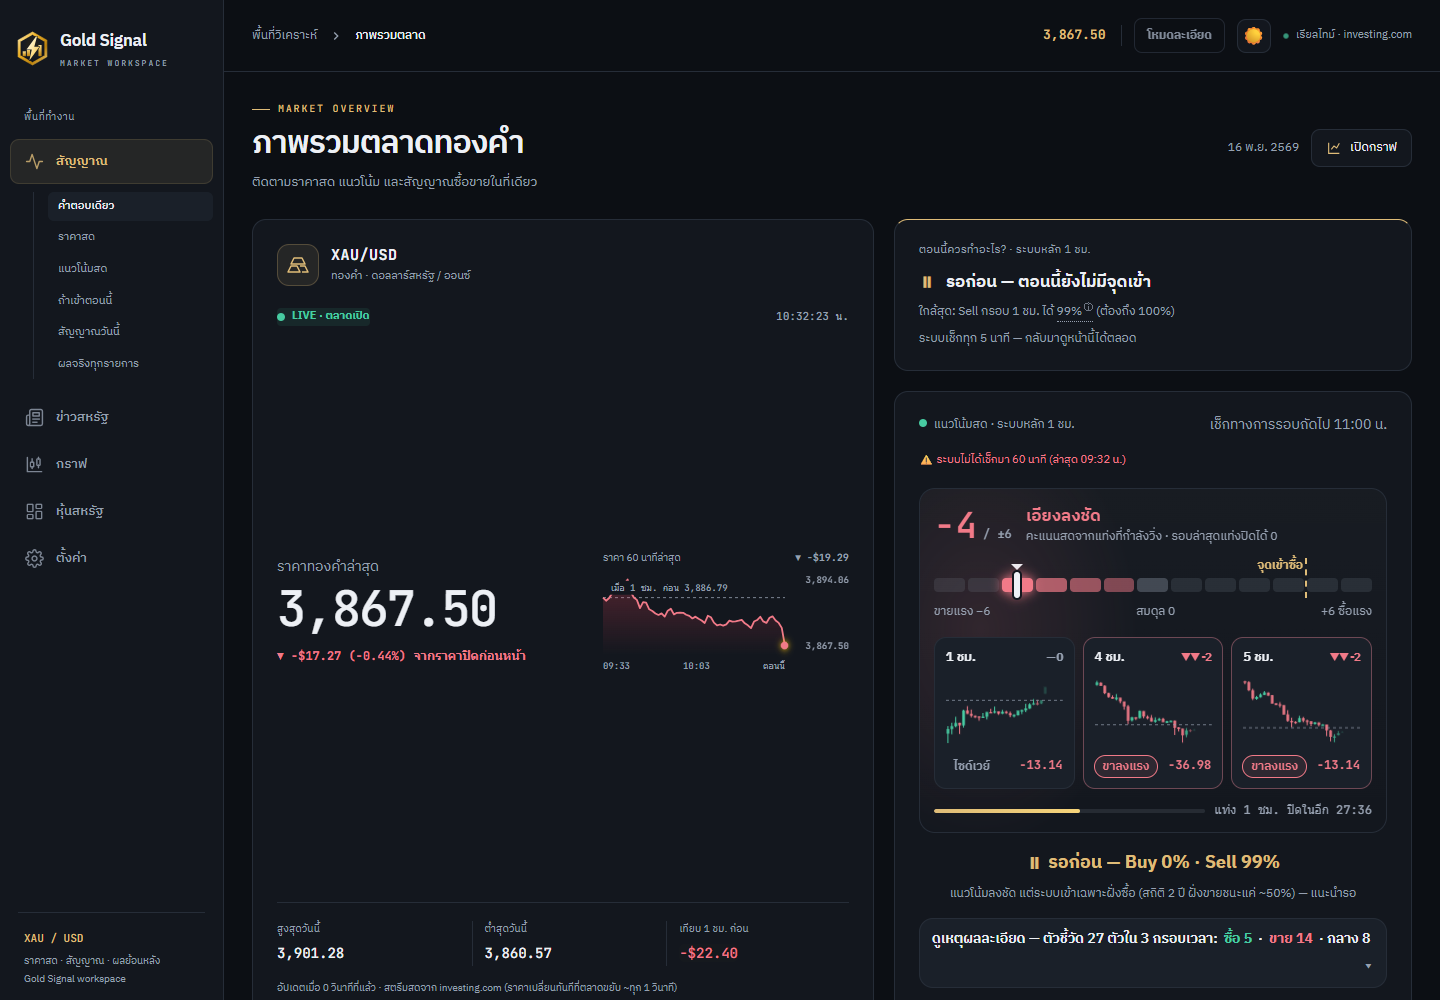 Gold Signal
MARKET WORKSPACE
พื้นที่ทำงาน
สัญญาณ
คำตอบเดียว
ราคาสด
แนวโน้มสด
ถ้าเข้าตอนนี้
สัญญาณวันนี้
ผลจริงทุกรายการ
ข่าวสหรัฐ
กราฟ
หุ้นสหรัฐ
ตั้งค่า
XAU / USD
ราคาสด · สัญญาณ · ผลย้อนหลัง
Gold Signal workspace
พื้นที่วิเคราะห์ › ภาพรวมตลาด
3,867.50
โหมดละเอียด
เรียลไทม์ · investing.com
MARKET OVERVIEW
ภาพรวมตลาดทองคำ
ติดตามราคาสด แนวโน้ม และสัญญาณซื้อขายในที่เดียว
16 พ.ย. 2569
เปิดกราฟ
XAU/USD
ทองคำ · ดอลลาร์สหรัฐ / ออนซ์
LIVE · ตลาดเปิด
10:32:23 น.
ราคาทองคำล่าสุด
3,867.50
▼ -$17.27 (-0.44%) จากราคาปิดก่อนหน้า
ราคา 60 นาทีล่าสุด
▼ -$19.29
เมื่อ 1 ชม. ก่อน 3,886.79
3,894.06
3,867.50
09:33
10:03
ตอนนี้
สูงสุดวันนี้
3,901.28
ต่ำสุดวันนี้
3,860.57
เทียบ 1 ชม. ก่อน
-$22.40
อัปเดตเมื่อ 0 วินาทีที่แล้ว · สตรีมสดจาก investing.com (ราคาเปลี่ยนทันทีที่ตลาดขยับ ~ทุก 1 วินาที)
ตอนนี้ควรทำอะไร? · ระบบหลัก 1 ชม.
รอก่อน — ตอนนี้ยังไม่มีจุดเข้า
ใกล้สุด: Sell กรอบ 1 ชม. ได้ 99% ⓘ (ต้องถึง 100%)
ระบบเช็กทุก 5 นาที — กลับมาดูหน้านี้ได้ตลอด
แนวโน้มสด · ระบบหลัก 1 ชม.
เช็กทางการรอบถัดไป 11:00 น.
⚠ ระบบไม่ได้เช็กมา 60 นาที (ล่าสุด 09:32 น.)
-4 / ±6
เอียงลงชัด
คะแนนสดจากแท่งที่กำลังวิ่ง · รอบล่าสุดแท่งปิดได้ 0
จุดเข้าซื้อ
ขายแรง −6
สมดุล 0
+6 ซื้อแรง
1 ชม.
—0
ไซด์เวย์
-13.14
4 ชม.
▼▼-2
ขาลงแรง
-36.98
5 ชม.
▼▼-2
ขาลงแรง
-13.14
แท่ง 1 ชม. ปิดในอีก 27:36
รอก่อน — Buy 0% · Sell 99%
แนวโน้มลงชัด แต่ระบบเข้าเฉพาะฝั่งซื้อ (สถิติ 2 ปี ฝั่งขายชนะแค่ ~50%) — แนะนำรอ
ดูเหตุผลละเอียด — ตัวชี้วัด 27 ตัวใน 3 กรอบเวลา: ซื้อ 5 · ขาย 14 · กลาง 8